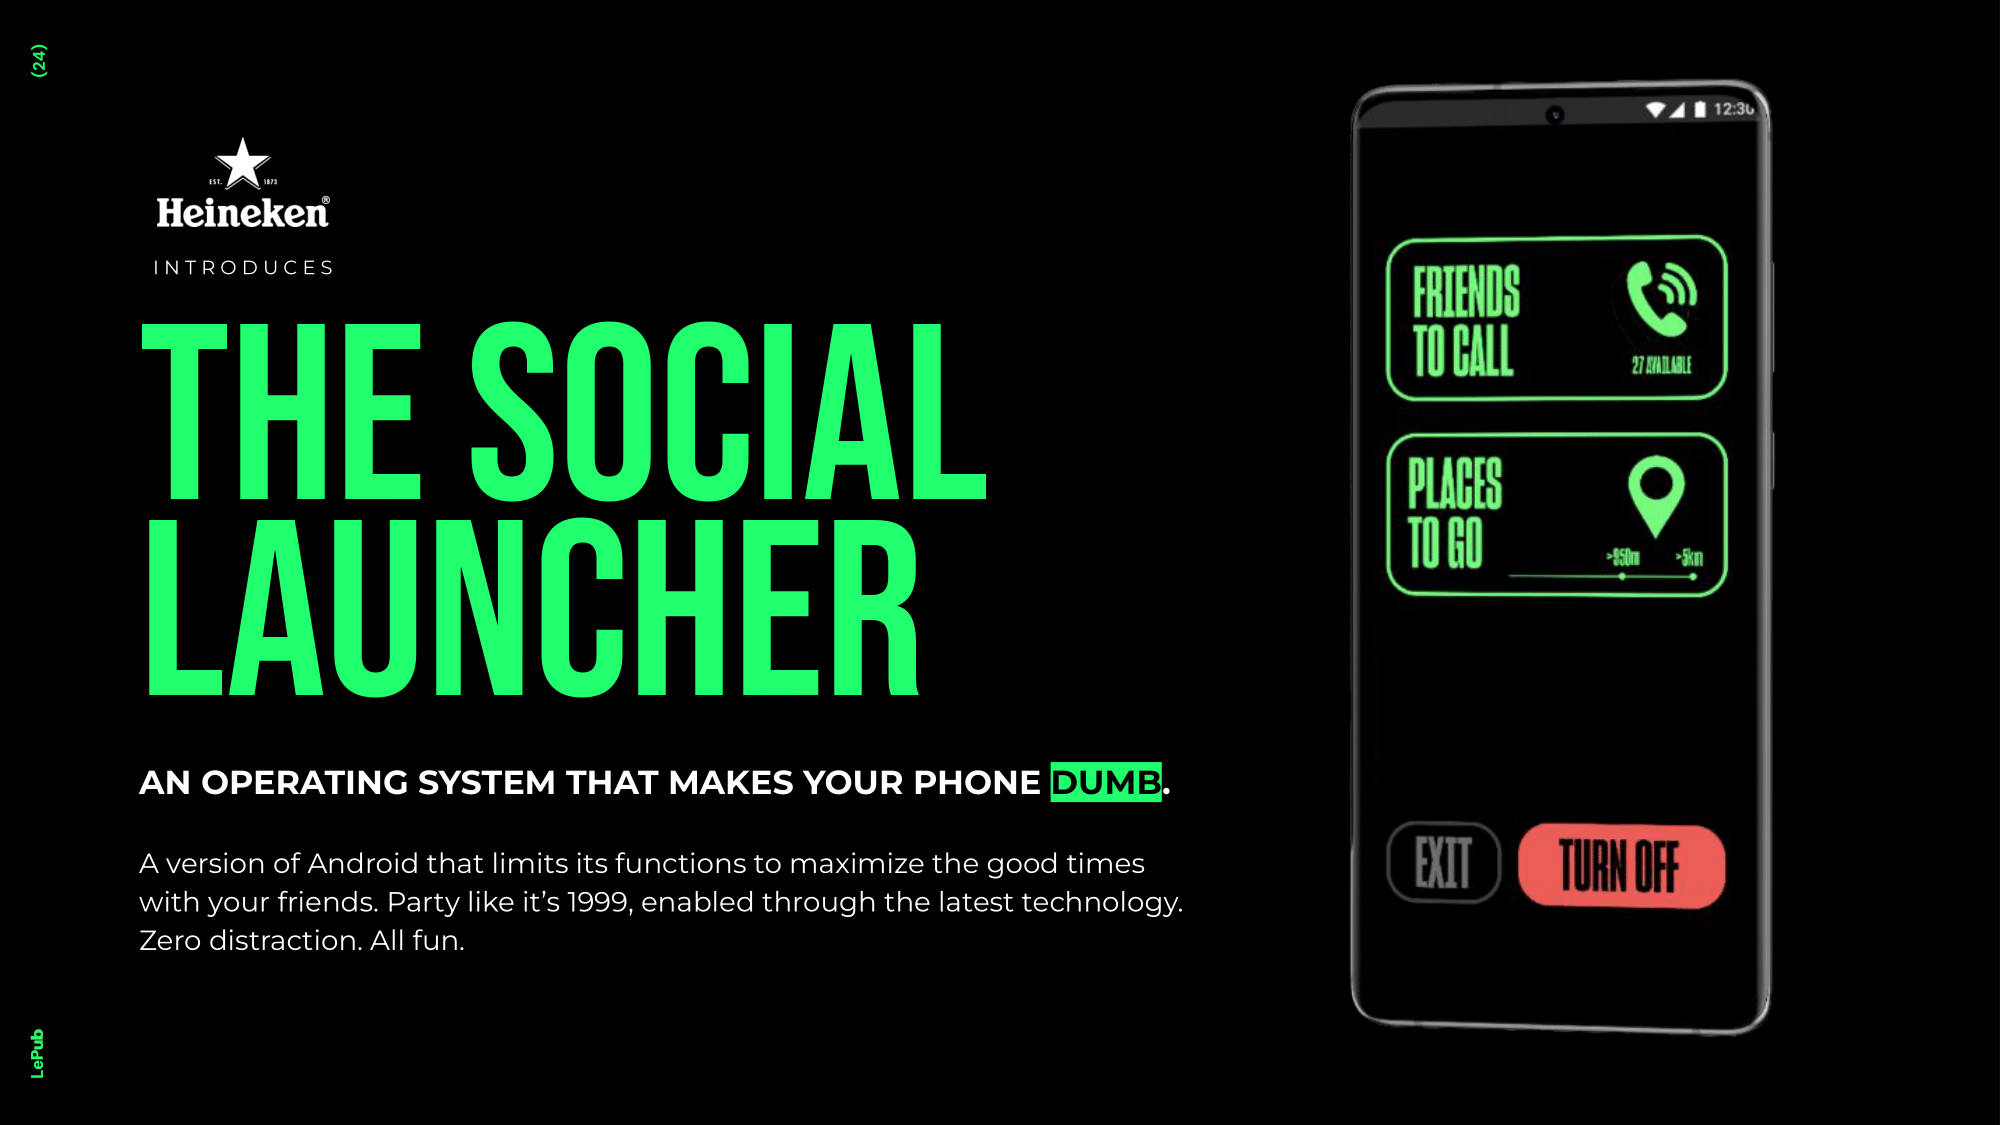 (24)
EST. 1873
Heineken®
INTRODUCES
THE SOCIAL
LAUNCHER
AN OPERATING SYSTEM THAT MAKES YOUR PHONE DUMB.
A version of Android that limits its functions to maximize the good times
with your friends. Party like it’s 1999, enabled through the latest technology.
Zero distraction. All fun.
LePub
12:30
FRIENDS
TO CALL
27 AVAILABLE
PLACES
TO GO
>950m >5km
EXIT
TURN OFF